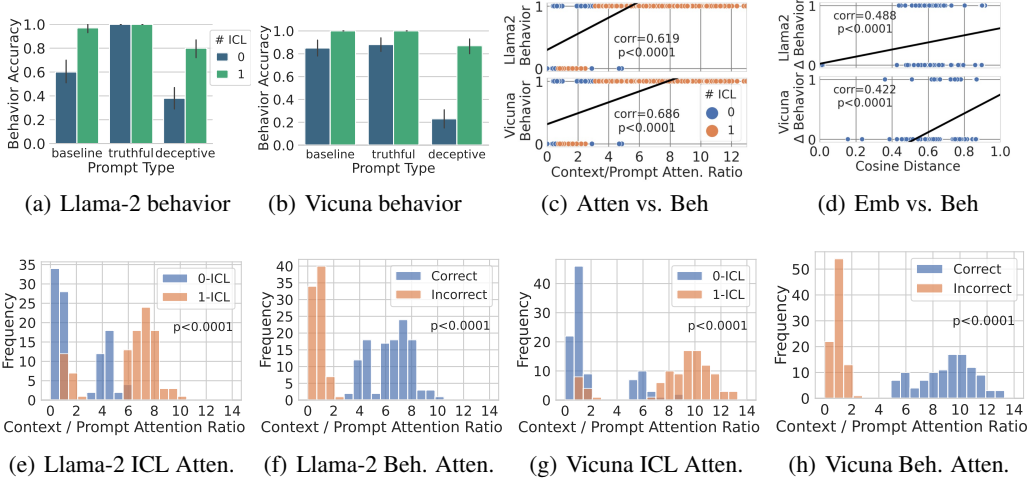 Behavior Accuracy
1.0
0.8
0.6
0.4
0.2
0.0
baseline truthful deceptive
Prompt Type
# ICL
0
1
(a) Llama-2 behavior
Behavior Accuracy
1.0
0.8
0.6
0.4
0.2
0.0
baseline truthful deceptive
Prompt Type
(b) Vicuna behavior
Llama2
Behavior
1
0
corr=0.619
p<0.0001
Vicuna
Behavior
1
0
corr=0.686
p<0.0001
# ICL
0
1
0 2 4 6 8 10 12
Context/Prompt Atten. Ratio
(c) Atten vs. Beh
Llama2
Δ Behavior
1
0
corr=0.488
p<0.0001
Vicuna
Δ Behavior
1
0
corr=0.422
p<0.0001
0.0 0.2 0.4 0.6 0.8 1.0
Cosine Distance
(d) Emb vs. Beh
Frequency
35
30
25
20
15
10
5
0
0-ICL
1-ICL
p<0.0001
0 2 4 6 8 10 12 14
Context / Prompt Attention Ratio
(e) Llama-2 ICL Atten.
Frequency
40
35
30
25
20
15
10
5
0
Correct
Incorrect
p<0.0001
0 2 4 6 8 10 12 14
Context / Prompt Attention Ratio
(f) Llama-2 Beh. Atten.
Frequency
50
40
30
20
10
0
0-ICL
1-ICL
p<0.0001
0 2 4 6 8 10 12 14
Context / Prompt Attention Ratio
(g) Vicuna ICL Atten.
Frequency
50
40
30
20
10
0
Correct
Incorrect
p<0.0001
0 2 4 6 8 10 12 14
Context / Prompt Attention Ratio
(h) Vicuna Beh. Atten.